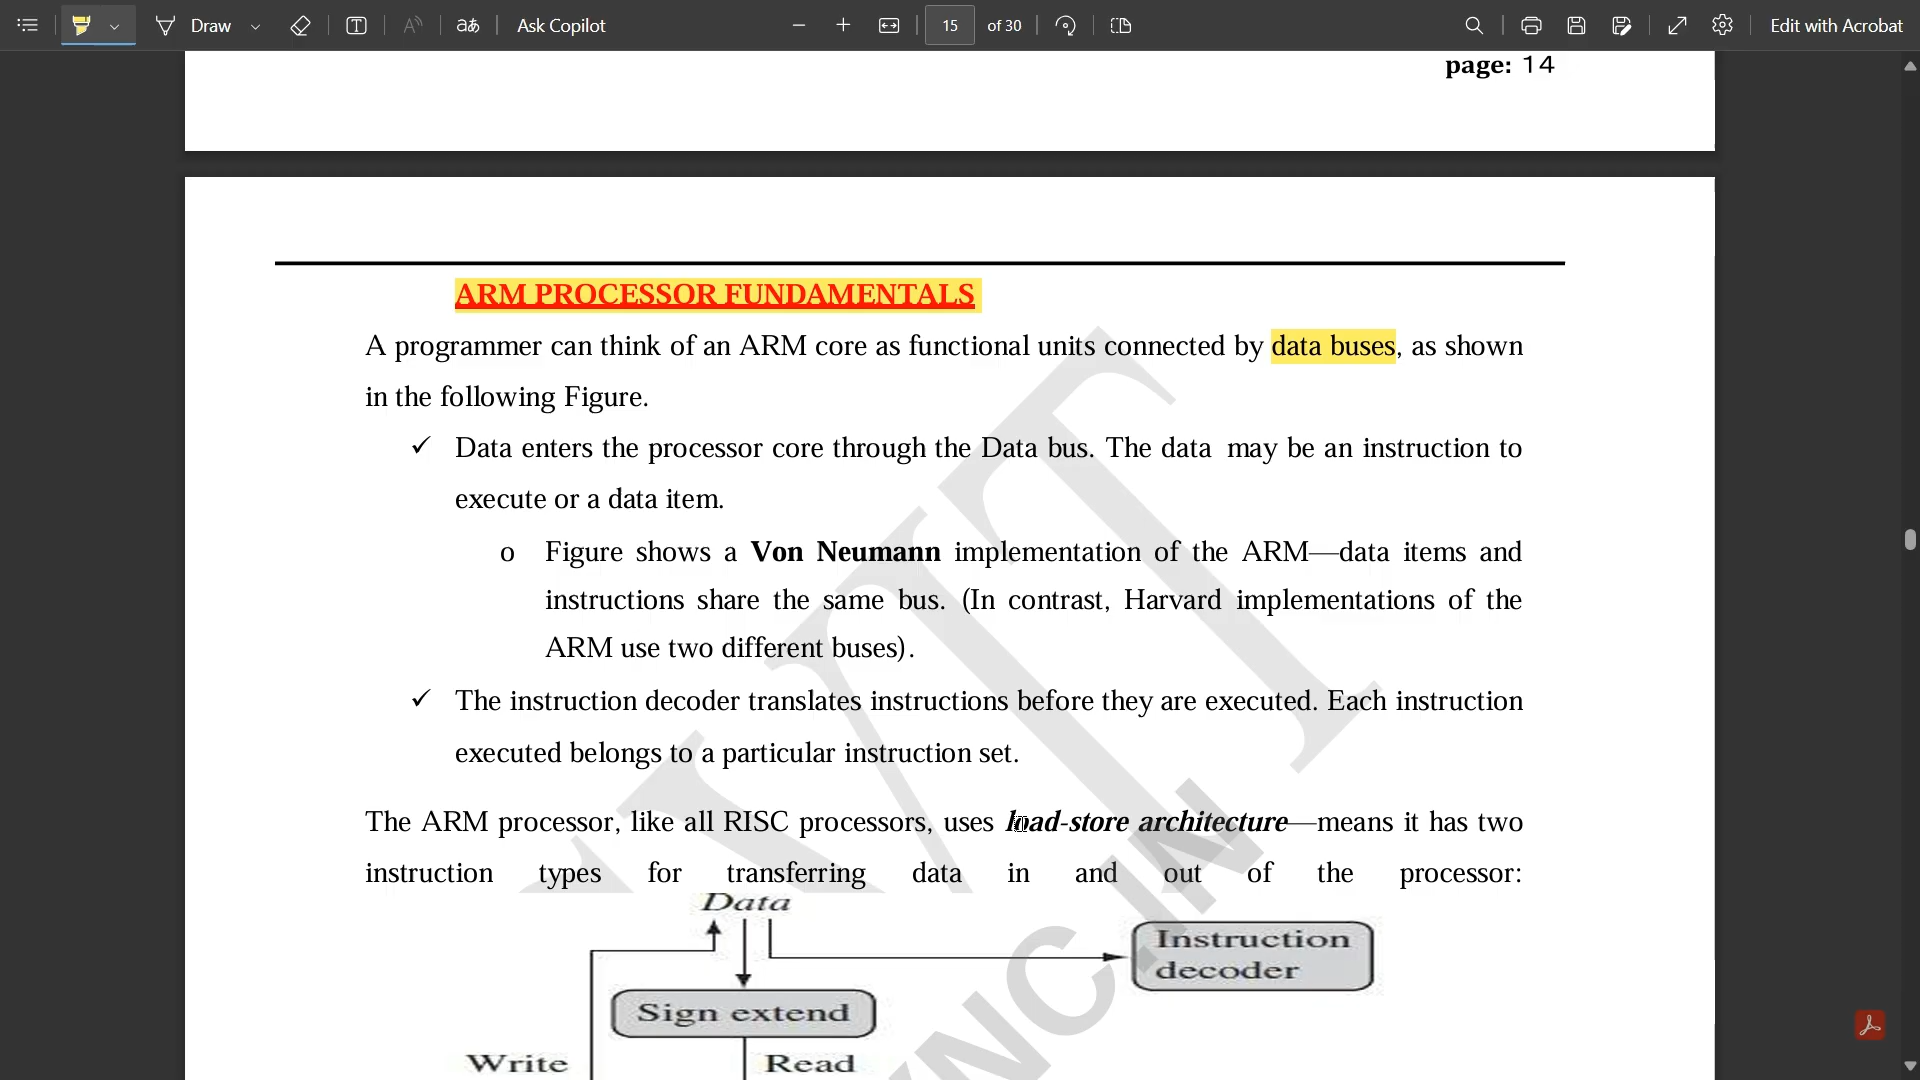 Draw
aあ
Ask Copilot
15
of 30
Edit with Acrobat
page: 14
ARM PROCESSOR FUNDAMENTALS
A programmer can think of an ARM core as functional units connected by data buses, as shown
in the following Figure.
✓ Data enters the processor core through the Data bus. The data may be an instruction to
execute or a data item.
o Figure shows a Von Neumann implementation of the ARM—data items and
instructions share the same bus. (In contrast, Harvard implementations of the
ARM use two different buses).
✓ The instruction decoder translates instructions before they are executed. Each instruction
executed belongs to a particular instruction set.
The ARM processor, like all RISC processors, uses load-store architecture—means it has two
instruction types for transferring data in and out of the processor:
Data
Instruction
decoder
Sign extend
Write
Read